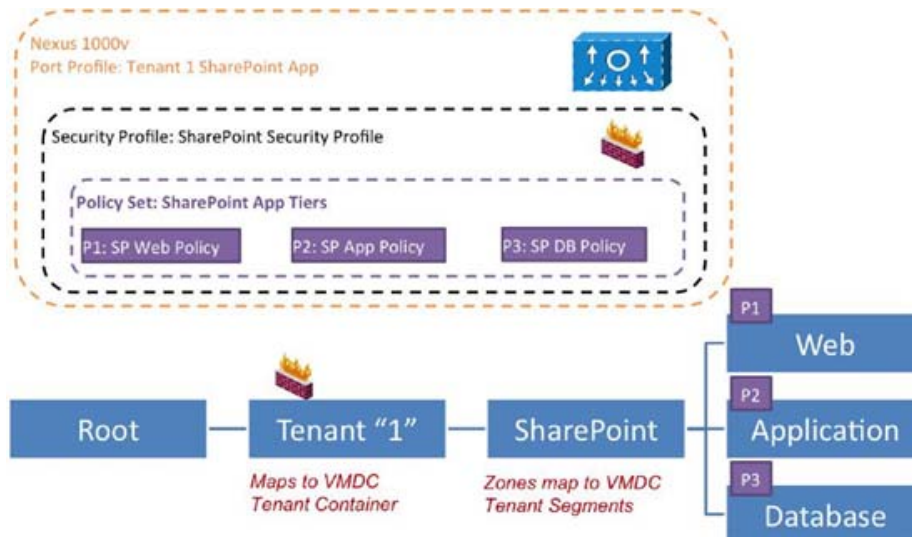 Nexus 1000v
Port Profile: Tenant 1 SharePoint App
Security Profile: SharePoint Security Profile
Policy Set: SharePoint App Tiers
P1: SP Web Policy
P2: SP App Policy
P3: SP DB Policy
P1
Web
Root
Tenant “1”
SharePoint
P2
Application
Maps to VMDC
Tenant Container
Zones map to VMDC
Tenant Segments
P3
Database